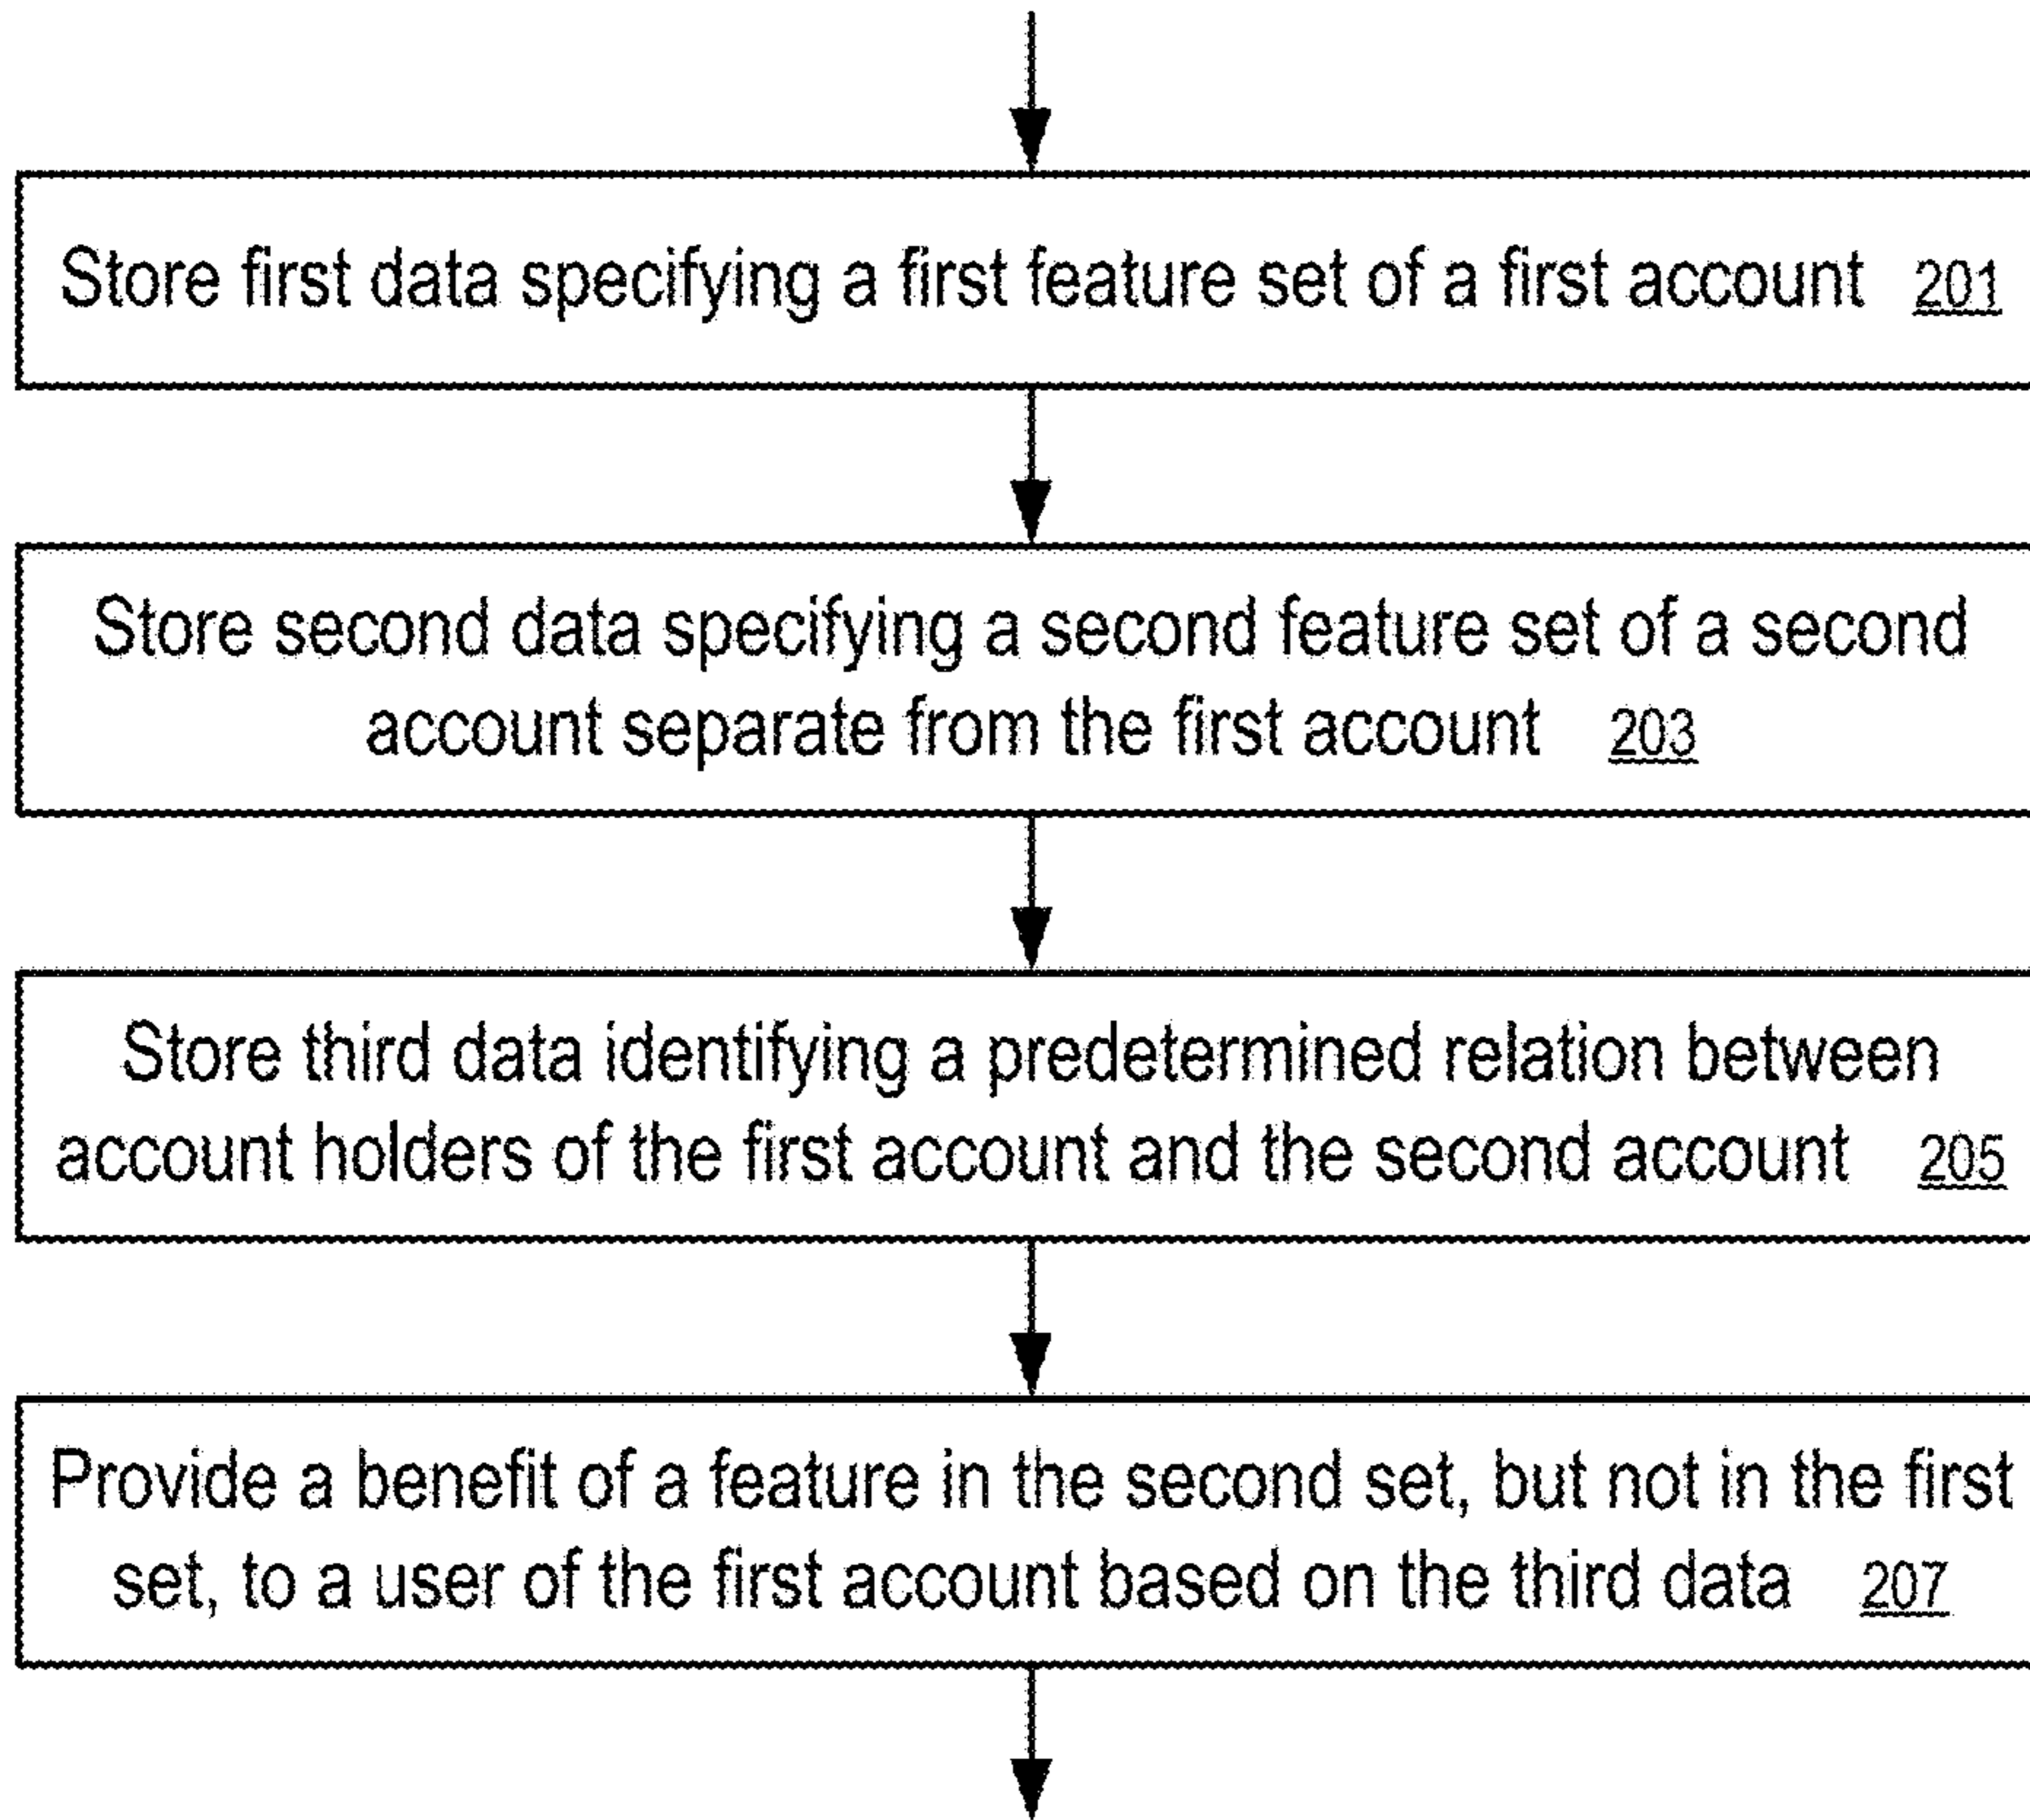 Store first data specifying a first feature set of a first account 201
Store second data specifying a second feature set of a second
account separate from the first account 203
Store third data identifying a predetermined relation between
account holders of the first account and the second account 205
Provide a benefit of a feature in the second set, but not in the first
set, to a user of the first account based on the third data 207